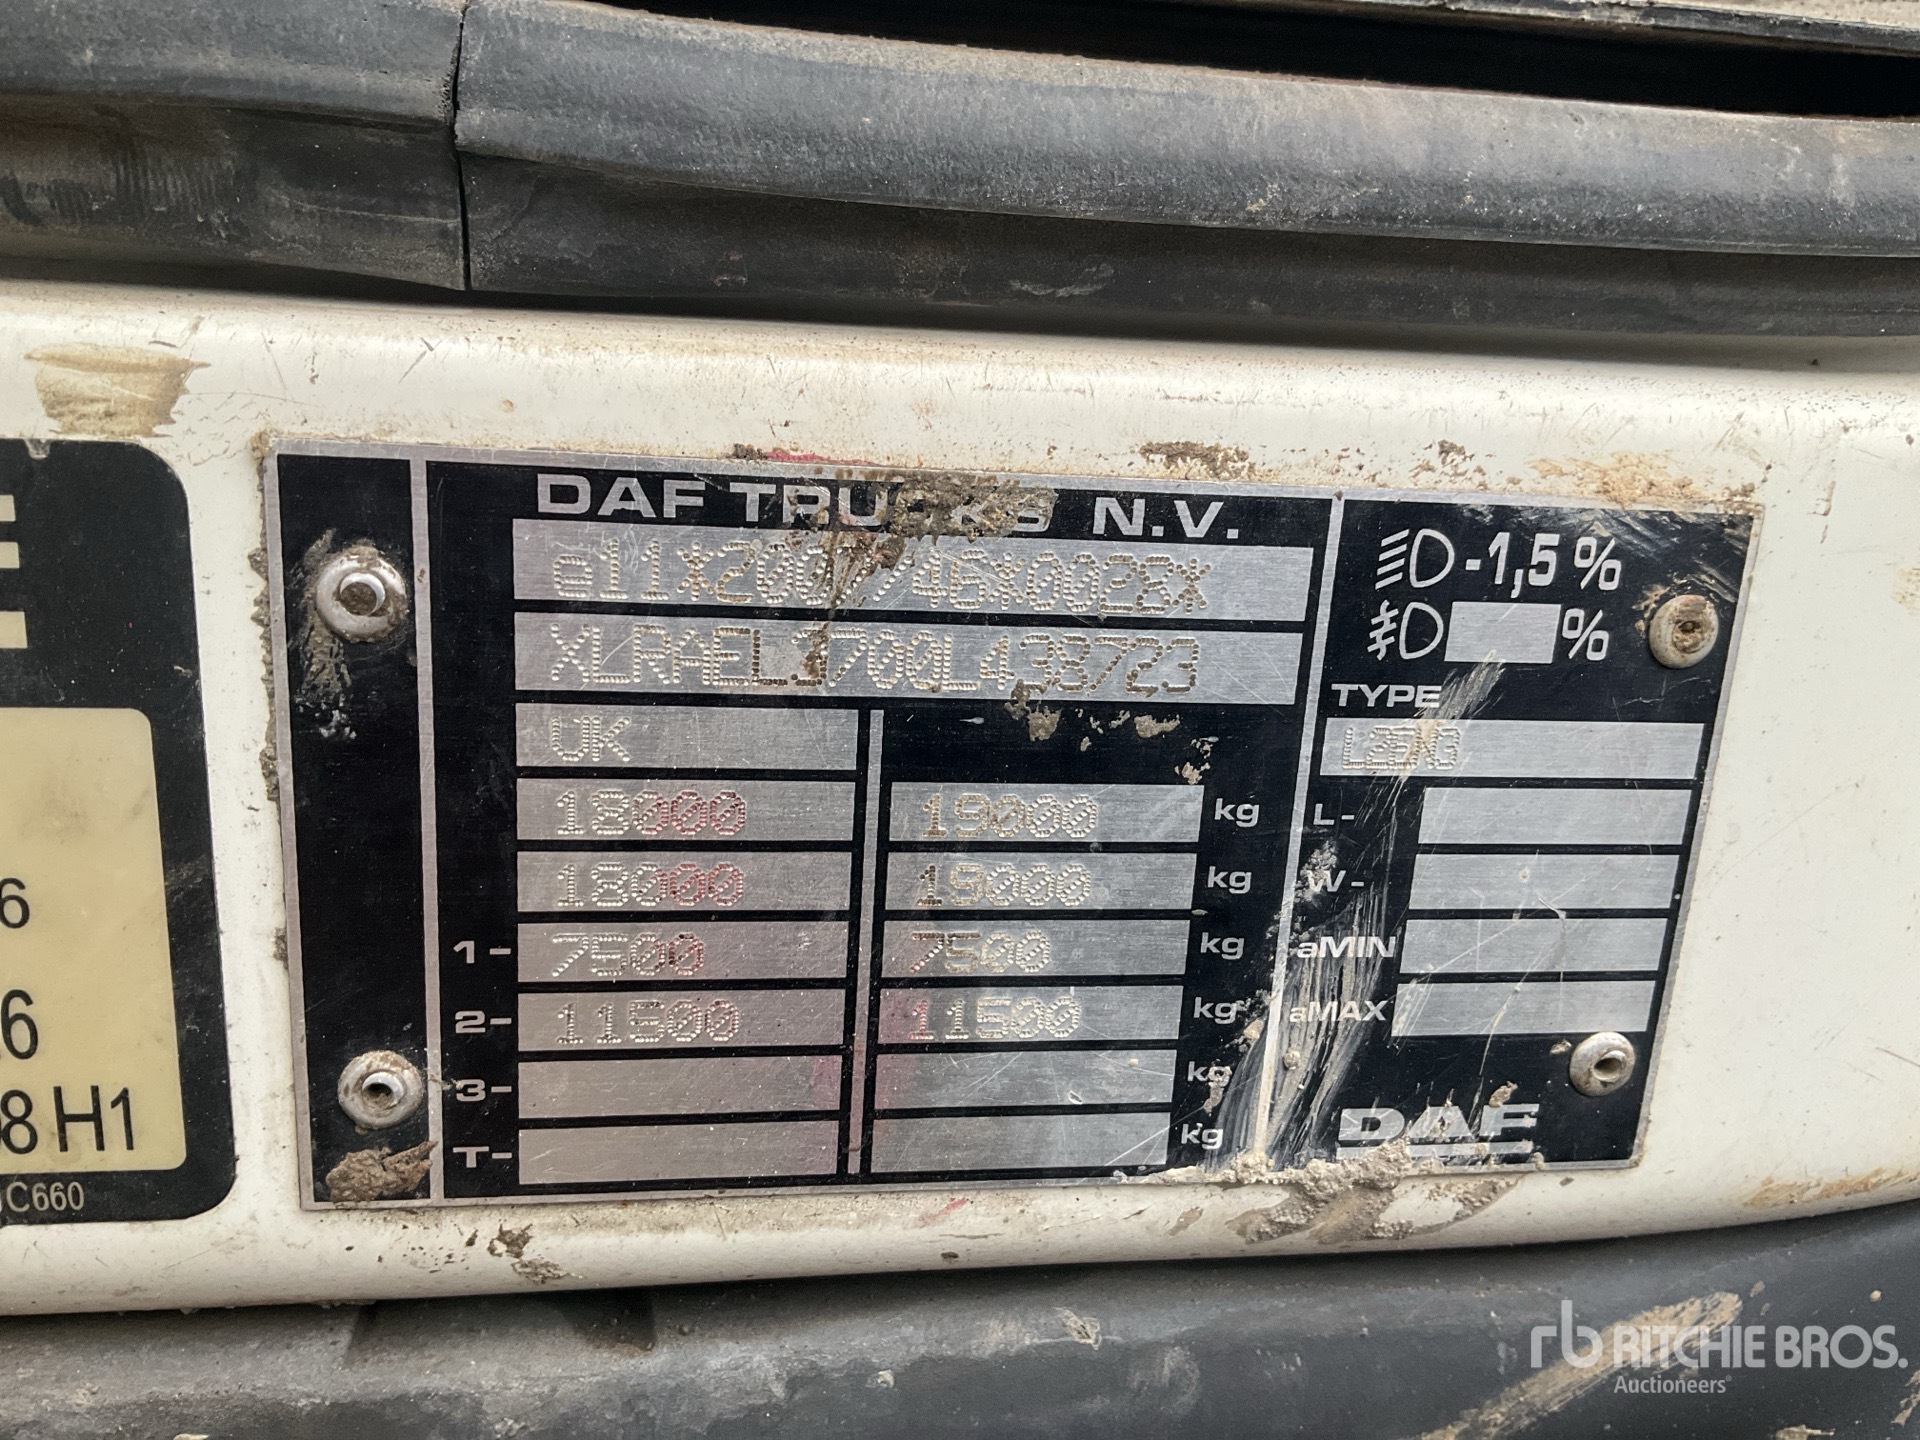 DAF TRUCKS N.V.
e11*2007/46*0028*
XLRAEL3700L438723
UK
18000 19000 kg
18000 19000 kg
1- 7500 7500 kg
2- 11500 11500 kg
3- kg
T- kg
-1,5%
%
TYPE
L2EN3
L-
W-
aMIN
aMAX
DAF
6
6
8 H1
C660
rb RITCHIE BROS.
Auctioneers